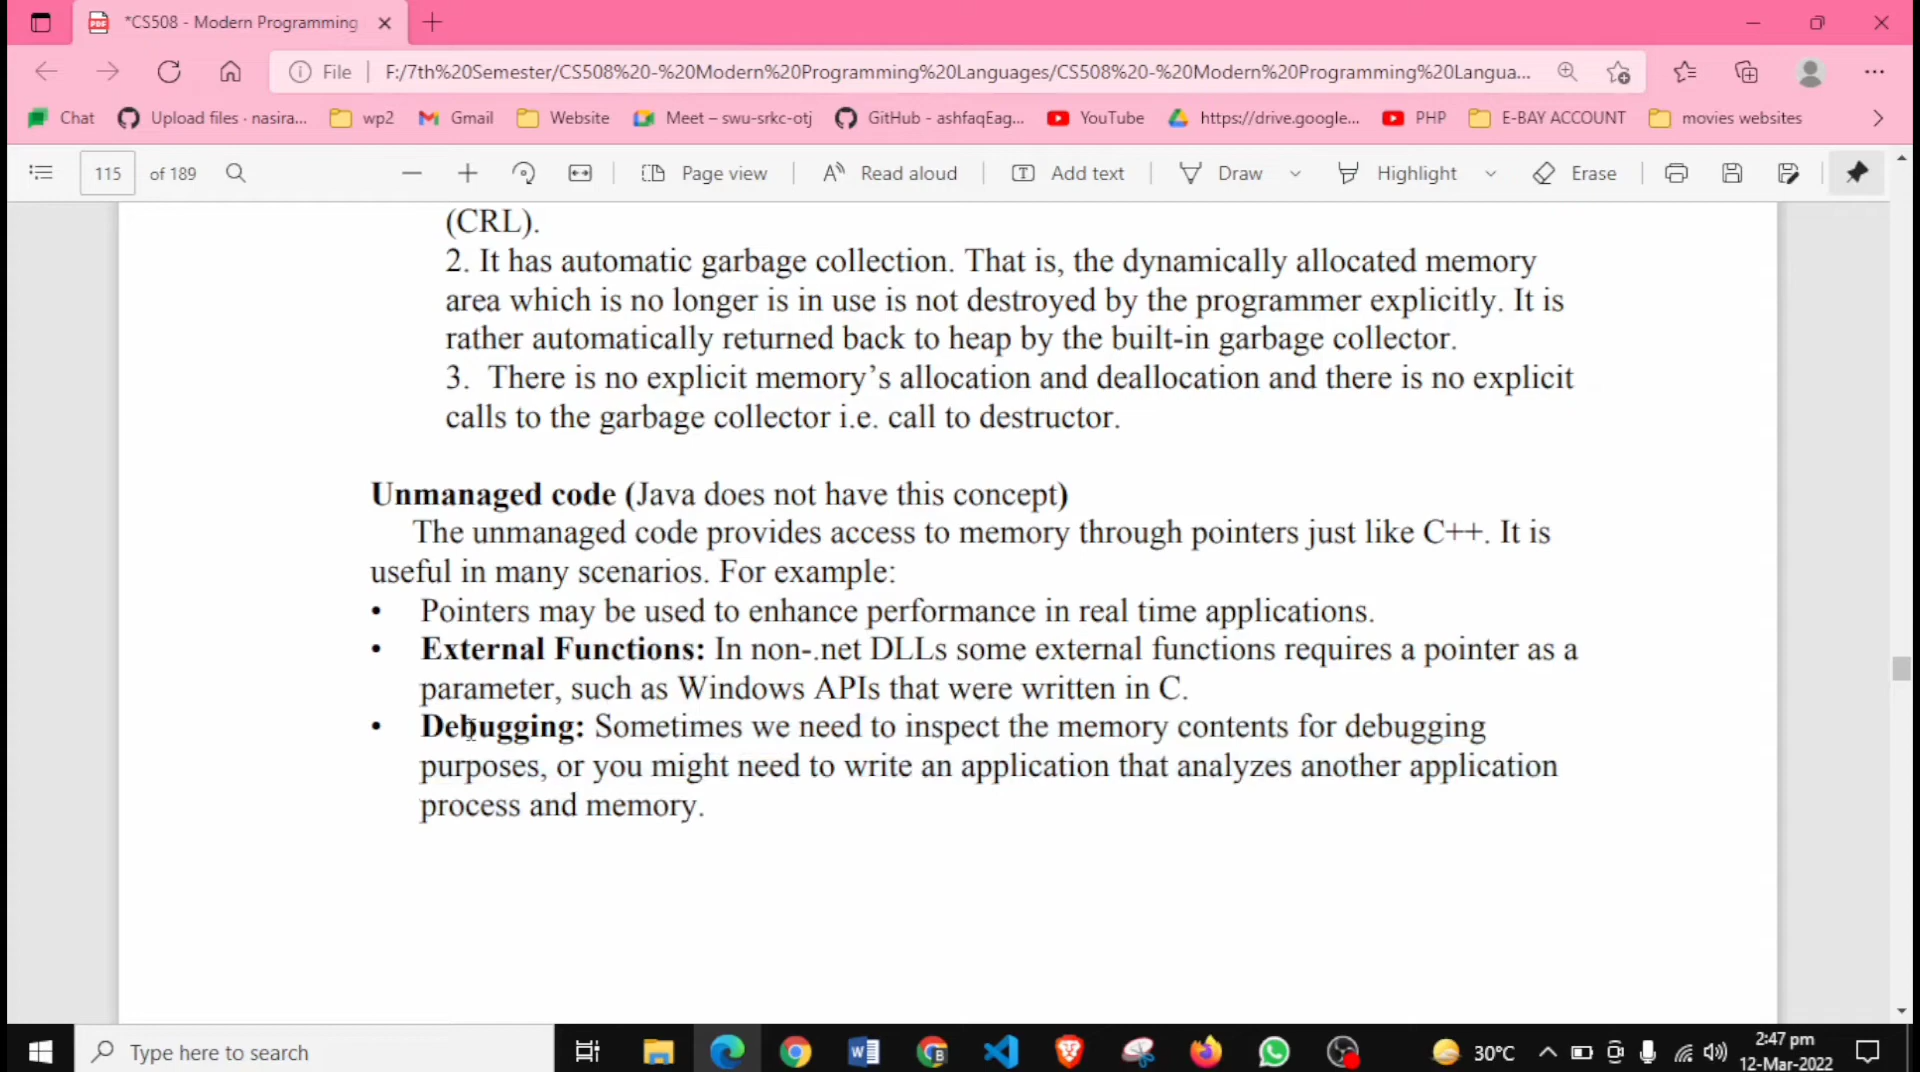 *CS508 - Modern Programming
File F:/7th%20Semester/CS508%20-%20Modern%20Programming%20Languages/CS508%20-%20Modern%20Programming%20Langua...
Chat Upload files · nasira... wp2 Gmail Website Meet – swu-srkc-otj GitHub - ashfaqEag... YouTube https://drive.google... PHP E-BAY ACCOUNT movies websites
115 of 189 Page view Read aloud Add text Draw Highlight Erase
(CRL).
2. It has automatic garbage collection. That is, the dynamically allocated memory
area which is no longer is in use is not destroyed by the programmer explicitly. It is
rather automatically returned back to heap by the built-in garbage collector.
3. There is no explicit memory’s allocation and deallocation and there is no explicit
calls to the garbage collector i.e. call to destructor.
Unmanaged code (Java does not have this concept)
The unmanaged code provides access to memory through pointers just like C++. It is
useful in many scenarios. For example:
• Pointers may be used to enhance performance in real time applications.
• External Functions: In non-.net DLLs some external functions requires a pointer as a
parameter, such as Windows APIs that were written in C.
• Debugging: Sometimes we need to inspect the memory contents for debugging
purposes, or you might need to write an application that analyzes another application
process and memory.
Type here to search 30°C 2:47 pm
12-Mar-2022